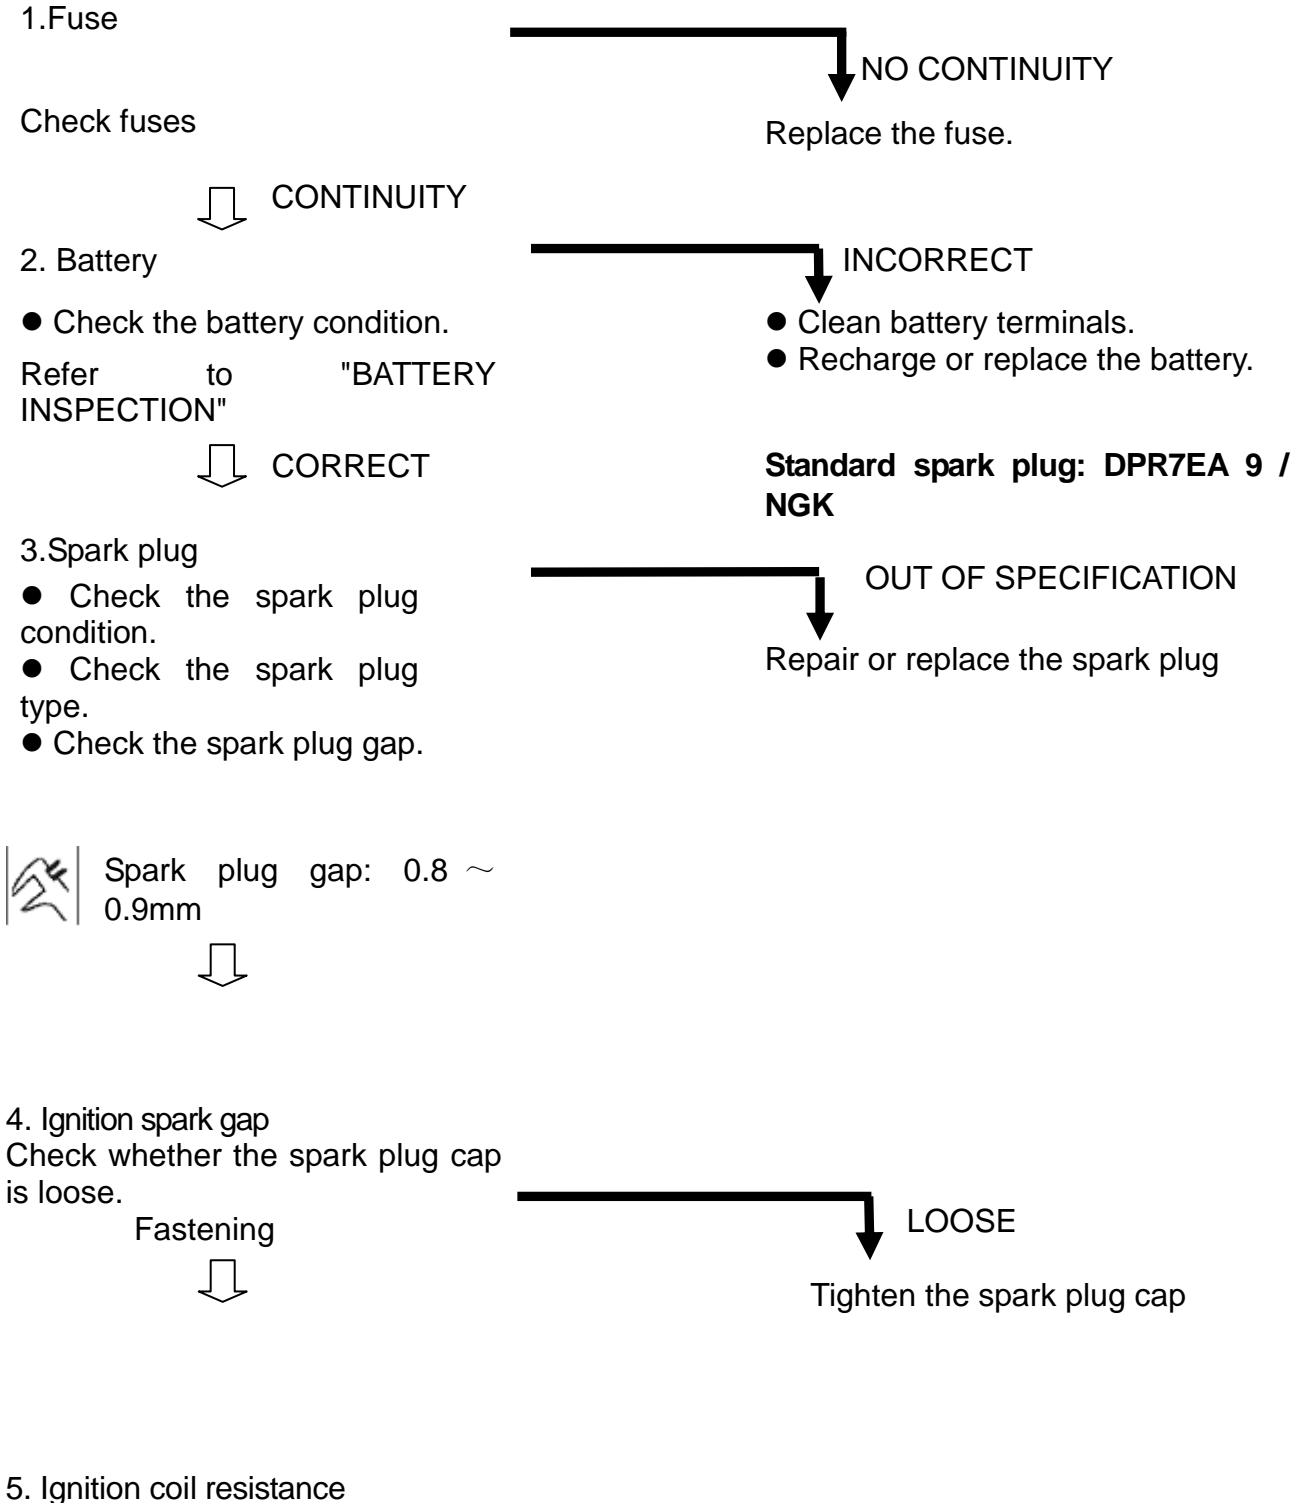 1.Fuse
NO CONTINUITY
Check fuses
Replace the fuse.
CONTINUITY
2. Battery
INCORRECT
● Check the battery condition.
Refer to "BATTERY
INSPECTION"
● Clean battery terminals.
● Recharge or replace the battery.
CORRECT
Standard spark plug: DPR7EA 9 /
NGK
3.Spark plug
● Check the spark plug
condition.
● Check the spark plug
type.
● Check the spark plug gap.
OUT OF SPECIFICATION
Repair or replace the spark plug
Spark plug gap: 0.8 ～
0.9mm
4. Ignition spark gap
Check whether the spark plug cap
is loose.
Fastening
LOOSE
Tighten the spark plug cap
5. Ignition coil resistance